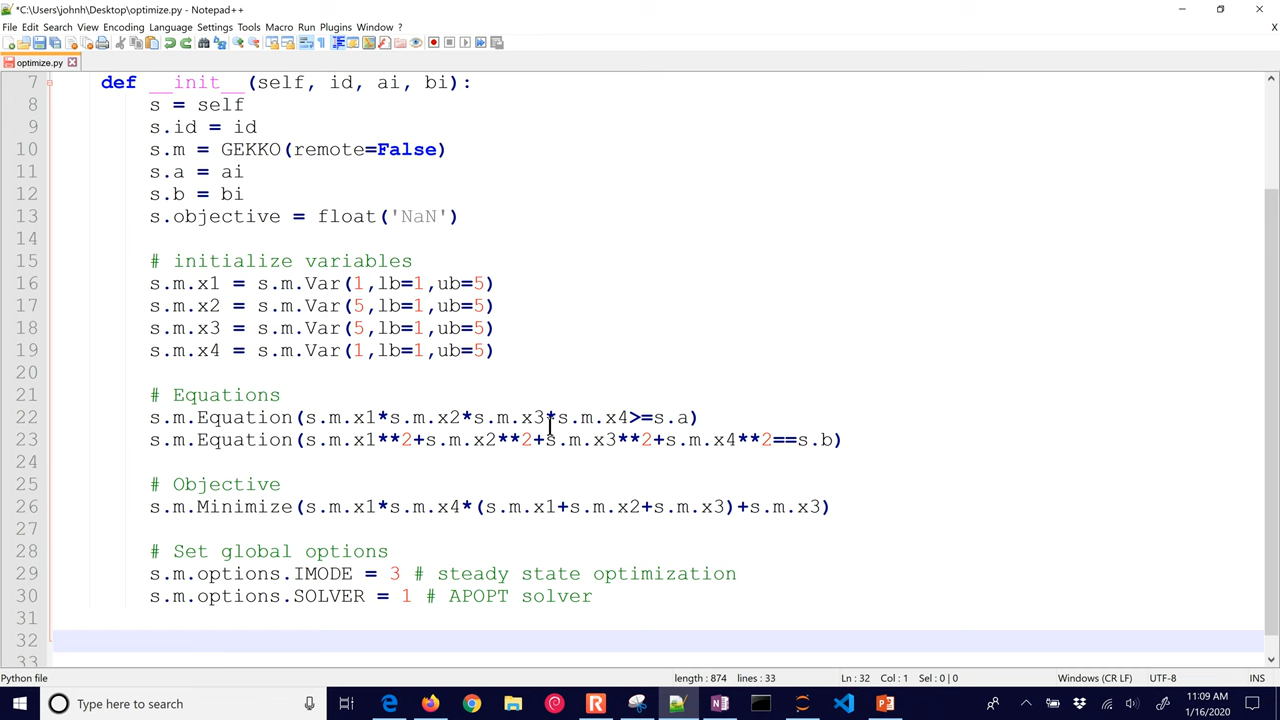 *C:\Users\johnh\Desktop\optimize.py - Notepad++
File Edit Search View Encoding Language Settings Tools Macro Run Plugins Window ?
X
optimize.py
7 def __init__(self, id, ai, bi):
8 s = self
9 s.id = id
10 s.m = GEKKO(remote=False)
11 s.a = ai
12 s.b = bi
13 s.objective = float('NaN')
14
15 # initialize variables
16 s.m.x1 = s.m.Var(1,lb=1,ub=5)
17 s.m.x2 = s.m.Var(5,lb=1,ub=5)
18 s.m.x3 = s.m.Var(5,lb=1,ub=5)
19 s.m.x4 = s.m.Var(1,lb=1,ub=5)
20
21 # Equations
22 s.m.Equation(s.m.x1*s.m.x2*s.m.x3*s.m.x4>=s.a)
23 s.m.Equation(s.m.x1**2+s.m.x2**2+s.m.x3**2+s.m.x4**2==s.b)
24
25 # Objective
26 s.m.Minimize(s.m.x1*s.m.x4*(s.m.x1+s.m.x2+s.m.x3)+s.m.x3)
27
28 # Set global options
29 s.m.options.IMODE = 3 # steady state optimization
30 s.m.options.SOLVER = 1 # APOPT solver
31
32
33
Python file length : 874 lines : 33 Ln : 32 Col : 1 Sel : 0 | 0 Windows (CR LF) UTF-8 INS
Type here to search
11:09 AM
1/16/2020